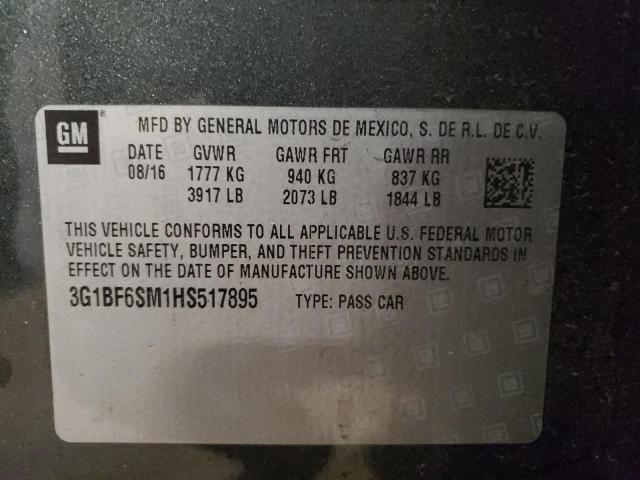 GM ® MFD BY GENERAL MOTORS DE MEXICO, S. DE R.L. DE C.V.
DATE GVWR GAWR FRT GAWR RR
08/16 1777 KG 940 KG 837 KG
3917 LB 2073 LB 1844 LB
THIS VEHICLE CONFORMS TO ALL APPLICABLE U.S. FEDERAL MOTOR
VEHICLE SAFETY, BUMPER, AND THEFT PREVENTION STANDARDS IN
EFFECT ON THE DATE OF MANUFACTURE SHOWN ABOVE.
3G1BF6SM1HS517895 TYPE: PASS CAR